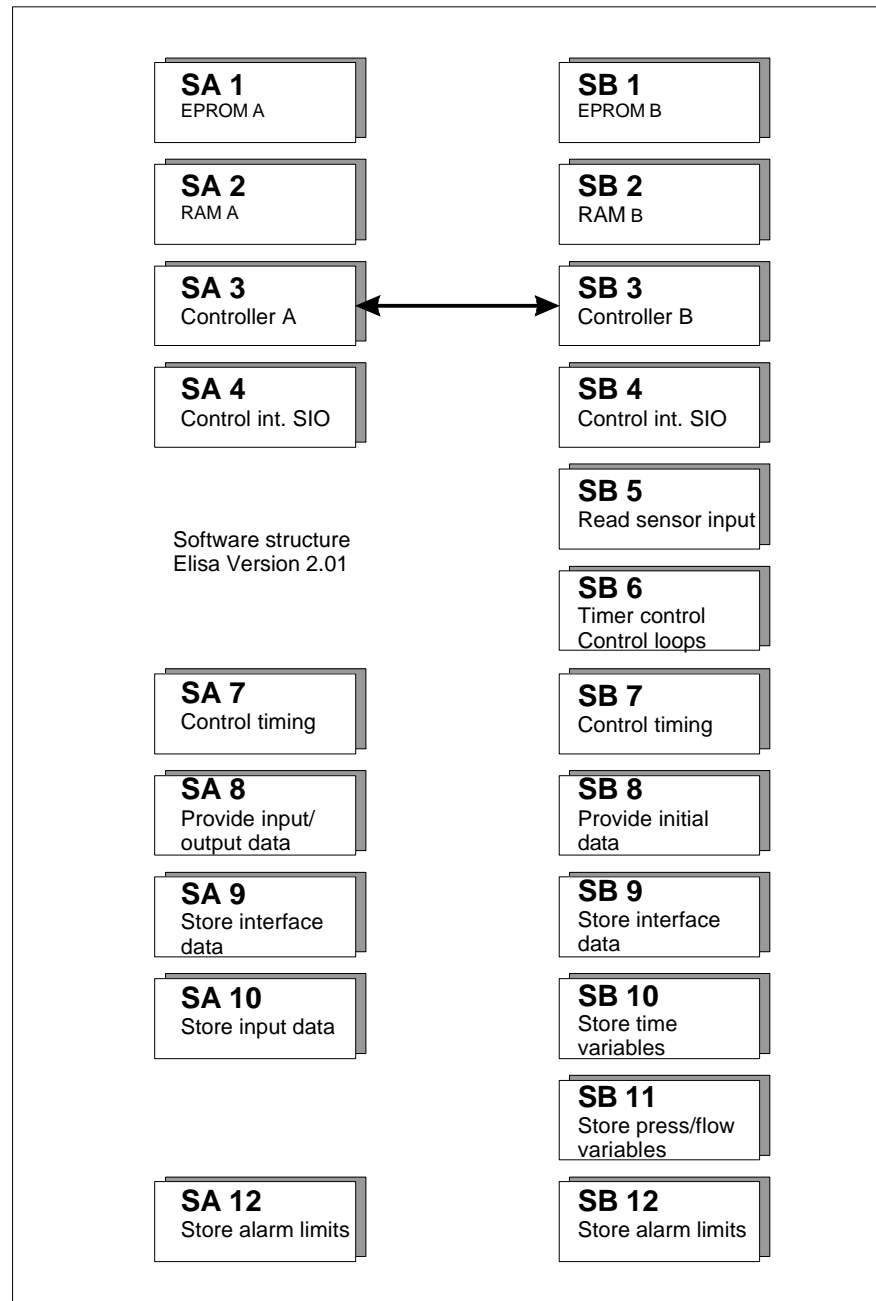 SA 1
EPROM A
SB 1
EPROM B
SA 2
RAM A
SB 2
RAM B
SA 3
Controller A
SB 3
Controller B
SA 4
Control int. SIO
SB 4
Control int. SIO
SB 5
Read sensor input
Software structure
Elisa Version 2.01
SB 6
Timer control
Control loops
SA 7
Control timing
SB 7
Control timing
SA 8
Provide input/
output data
SB 8
Provide initial
data
SA 9
Store interface
data
SB 9
Store interface
data
SA 10
Store input data
SB 10
Store time
variables
SB 11
Store press/flow
variables
SA 12
Store alarm limits
SB 12
Store alarm limits